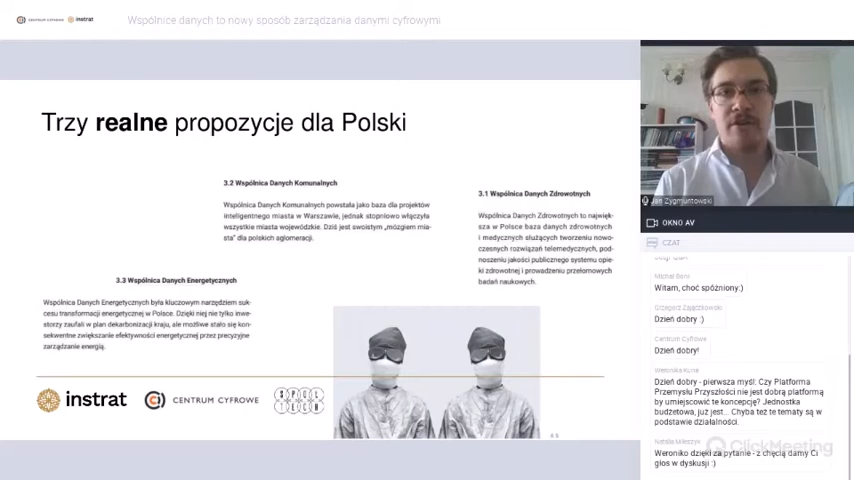 CENTRUM CYFROWE instrat Wspólnice danych to nowy sposób zarządzania danymi cyfrowymi
Trzy realne propozycje dla Polski
3.2 Wspólnica Danych Komunalnych
Wspólnica Danych Komunalnych powstała jako baza dla projektów
inteligentnego miasta w Warszawie, jednak stopniowo włączyła
wszystkie miasta wojewódzkie. Dziś jest swoistym „mózgiem mia-
sta” dla polskich aglomeracji.
3.1 Wspólnica Danych Zdrowotnych
Wspólnica Danych Zdrowotnych to najwięk-
sza w Polsce baza danych zdrowotnych
i medycznych służących tworzeniu nowo-
czesnych rozwiązań telemedycznych, pod-
noszeniu jakości publicznego systemu opie-
ki zdrowotnej i prowadzeniu przełomowych
badań naukowych.
3.3 Wspólnica Danych Energetycznych
Wspólnica Danych Energetycznych była kluczowym narzędziem suk-
cesu transformacji energetycznej w Polsce. Dzięki niej nie tylko inwe-
storzy zaufali w plan dekarbonizacji kraju, ale możliwe stało się kon-
sekwentne zwiększanie efektywności energetycznej przez precyzyjne
zarządzanie energią.
instrat CENTRUM CYFROWE SPOŁTECH
Jan Zygmuntowski
OKNO AV
CZAT
Michał Boni
Witam, choć spóźniony:)
Grzegorz Zajączkowski
Dzień dobry :)
Centrum Cyfrowe
Dzień dobry!
Weronika
Dzień dobry - pierwsza myśl: Czy Platforma
Przemysłu Przyszłości nie jest dobrą platformą
by umiejscowić te koncepcję? Jednostka
budżetowa, już jest... Chyba też te tematy są w
podstawie działalności.
Natalia Mileszyk
Weroniko dzięki za pytanie - z chęcią damy Ci
głos w dyskusji :)
ClickMeeting